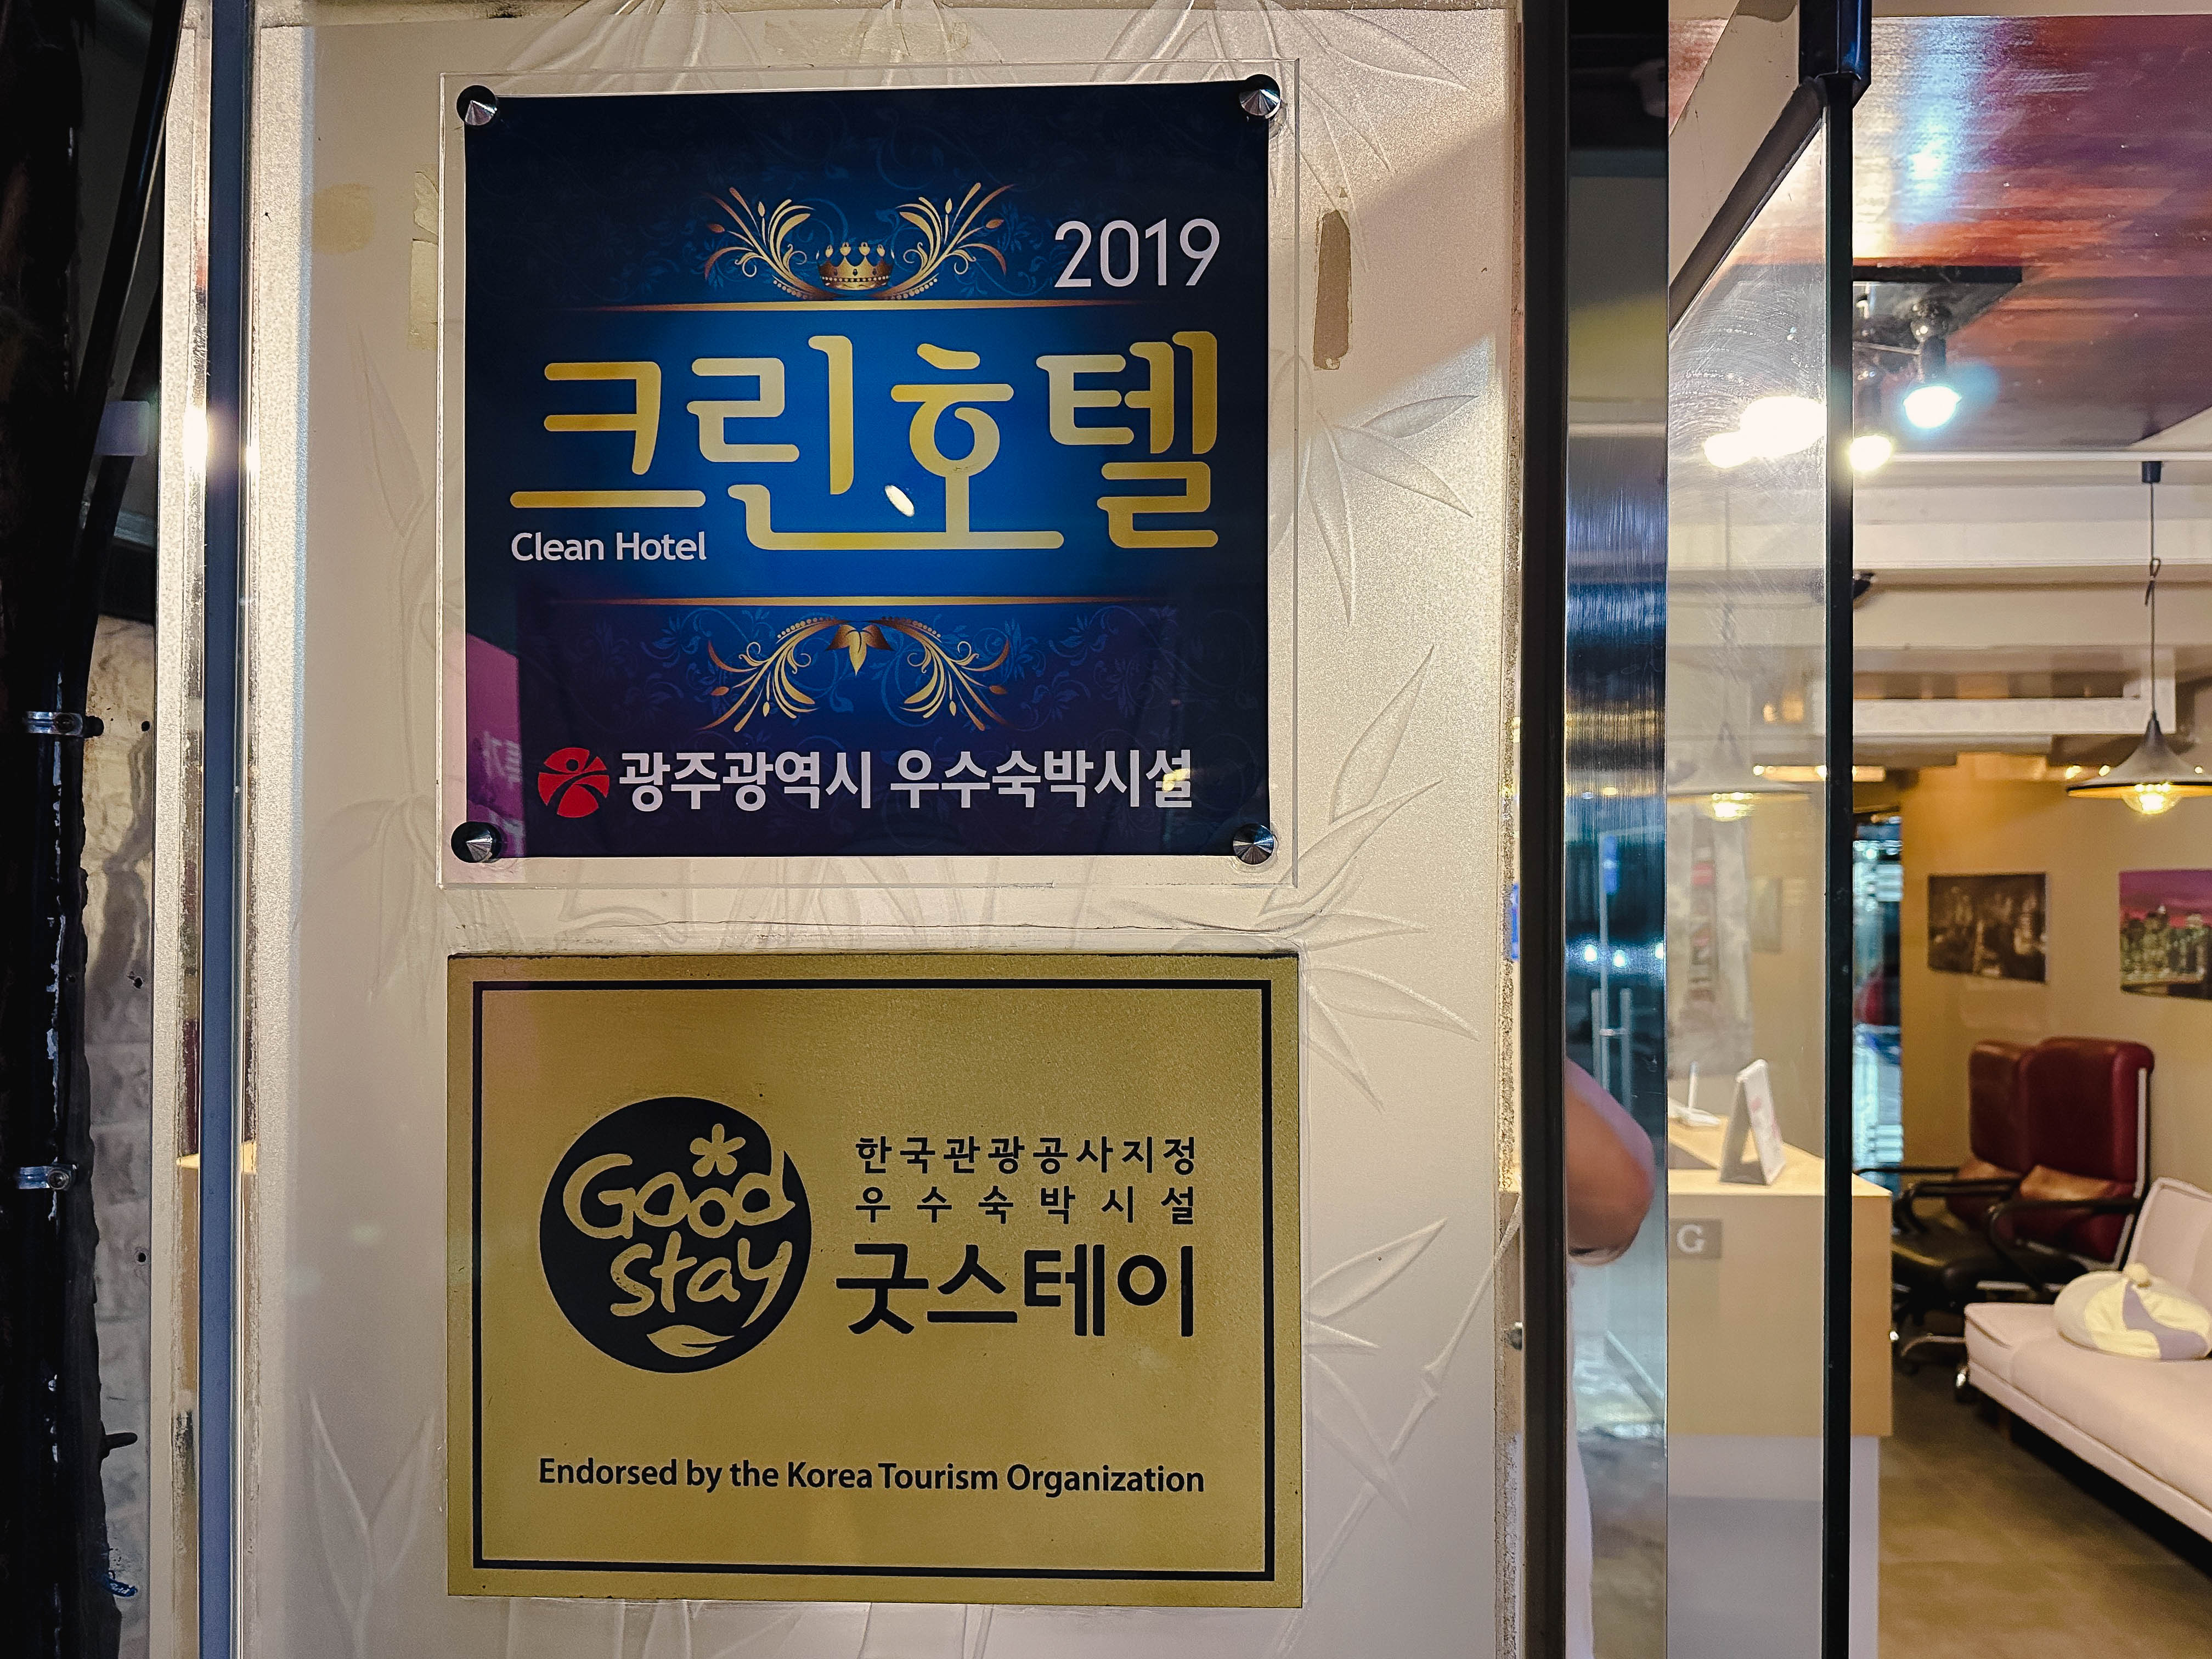 2019
크린호텔
Clean Hotel
광주광역시 우수숙박시설
Good
stay
한국관광공사지정
우수숙박시설
굿스테이
Endorsed by the Korea Tourism Organization
G